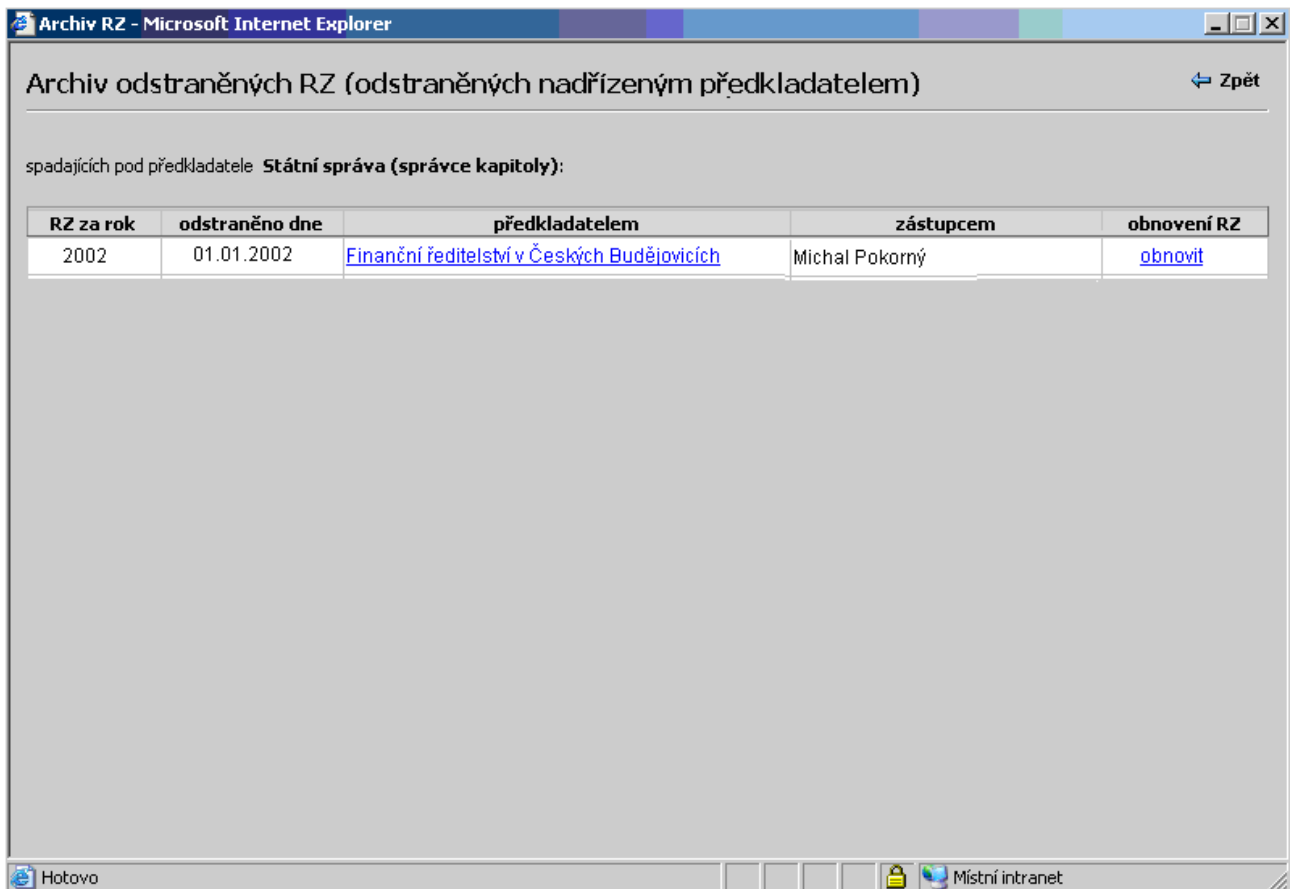 Archiv RZ - Microsoft Internet Explorer
Archiv odstraněných RZ (odstraněných nadřízeným předkladatelem)
Zpět
spadajících pod předkladatele Státní správa (správce kapitoly):
RZ za rok odstraněno dne předkladatelem zástupcem obnovení RZ
2002 01.01.2002 Finanční ředitelství v Českých Budějovicích Michal Pokorný obnovit
Hotovo Místní intranet